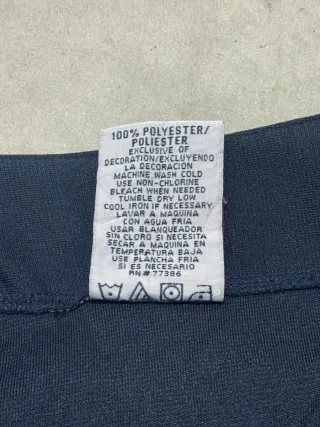 100% POLYESTER/
POLIESTER
EXCLUSIVE OF
DECORATION/EXCLUYENDO
LA DECORACION
MACHINE WASH COLD
USE NON-CHLORINE
BLEACH WHEN NEEDED
TUMBLE DRY LOW
COOL IRON IF NECESSARY
LAVAR A MAQUINA
CON AGUA FRIA
USAR BLANQUEADOR
SIN CLORO SI NECESITA
SECAR A MAQUINA EN
TEMPERATURA BAJA
USE PLANCHA FRIA
SI ES NECESARIO
RN# 77386